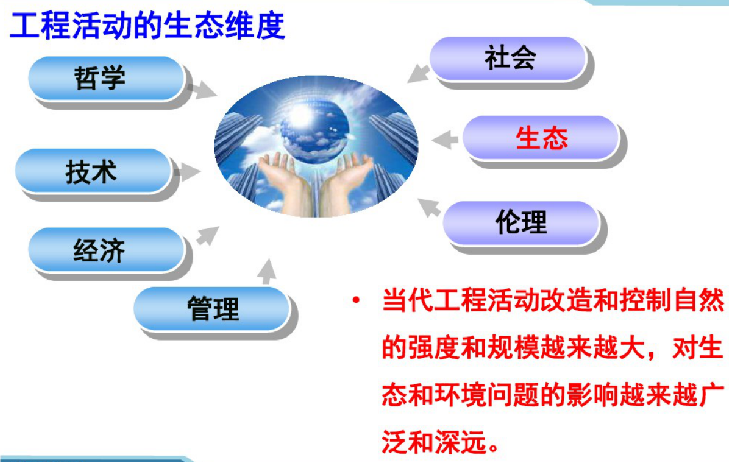 工程活动的生态维度
哲学
技术
经济
管理
社会
生态
伦理
• 当代工程活动改造和控制自然
的强度和规模越来越大，对生
态和环境问题的影响越来越广
泛和深远。